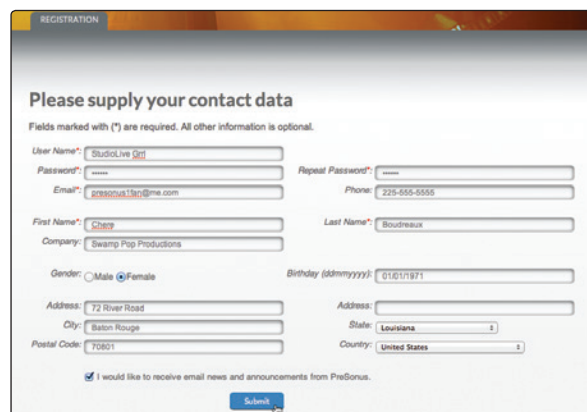 REGISTRATION
Please supply your contact data
Fields marked with (*) are required. All other information is optional.
User Name*: StudioLive Grrl
Password*: •••••• Repeat Password*: ••••••
Email*: presonus1fan@me.com Phone: 225-555-5555
First Name*: Chere Last Name*: Boudreaux
Company: Swamp Pop Productions
Gender: Male Female Birthday (ddmmyyyy): 01/01/1971
Address: 72 River Road Address:
City: Baton Rouge State: Louisiana
Postal Code: 70801 Country: United States
I would like to receive email news and announcements from PreSonus.
Submit